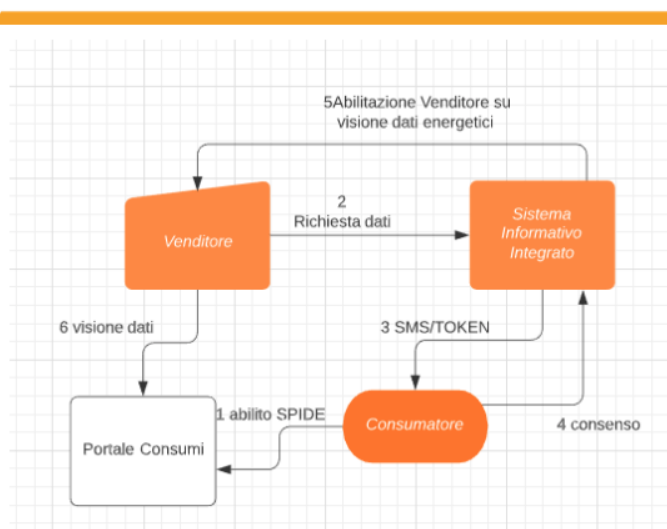 5Abilitazione Venditore su
visione dati energetici
2
Richiesta dati
Venditore
Sistema
Informativo
Integrato
6 visione dati
3 SMS/TOKEN
1 abilito SPIDE
Consumatore
4 consenso
Portale Consumi